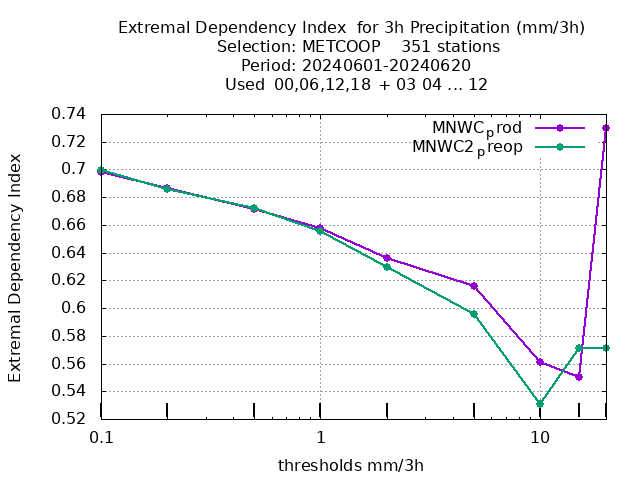 Extremal Dependency Index  for 3h Precipitation (mm/3h)
Selection: METCOOP    351 stations
Period: 20240601-20240620
Used  00,06,12,18  + 03 04 ... 12
0.74
0.72
0.7
0.68
0.66
0.64
0.62
0.6
0.58
0.56
0.54
0.52
MNWCprod
MNWC2preop
Extremal Dependency Index
0.1
1
10
thresholds mm/3h